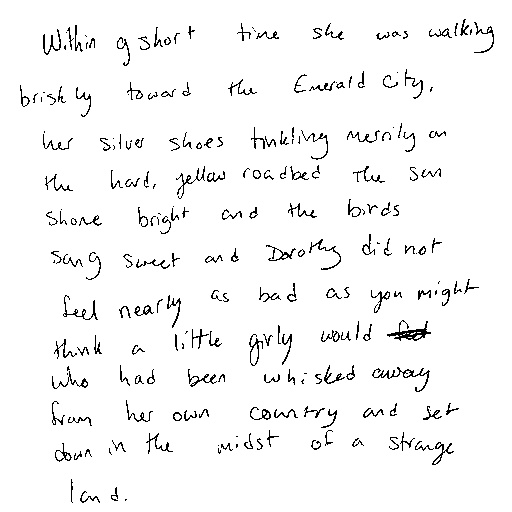 Within a short time she was walking
briskly toward the Emerald City,
her silver shoes tinkling merrily on
the hard, yellow roadbed The sun
shone bright and the birds
sang sweet and Dorothy did not
feel nearly as bad as you might
think a little girly would
who had been whisked away
from her own country and set
down in the midst of a strange
land.